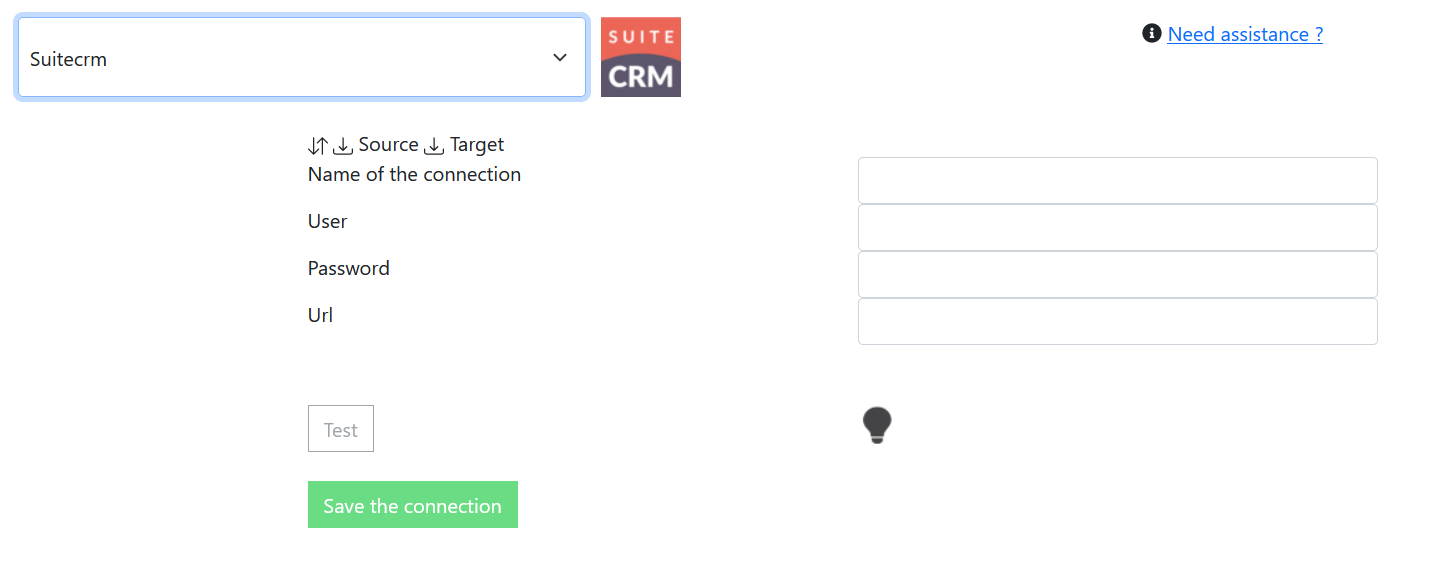 Suitecrm
SUITE
CRM
Need assistance ?
Source Target
Name of the connection
User
Password
Url
Test
Save the connection